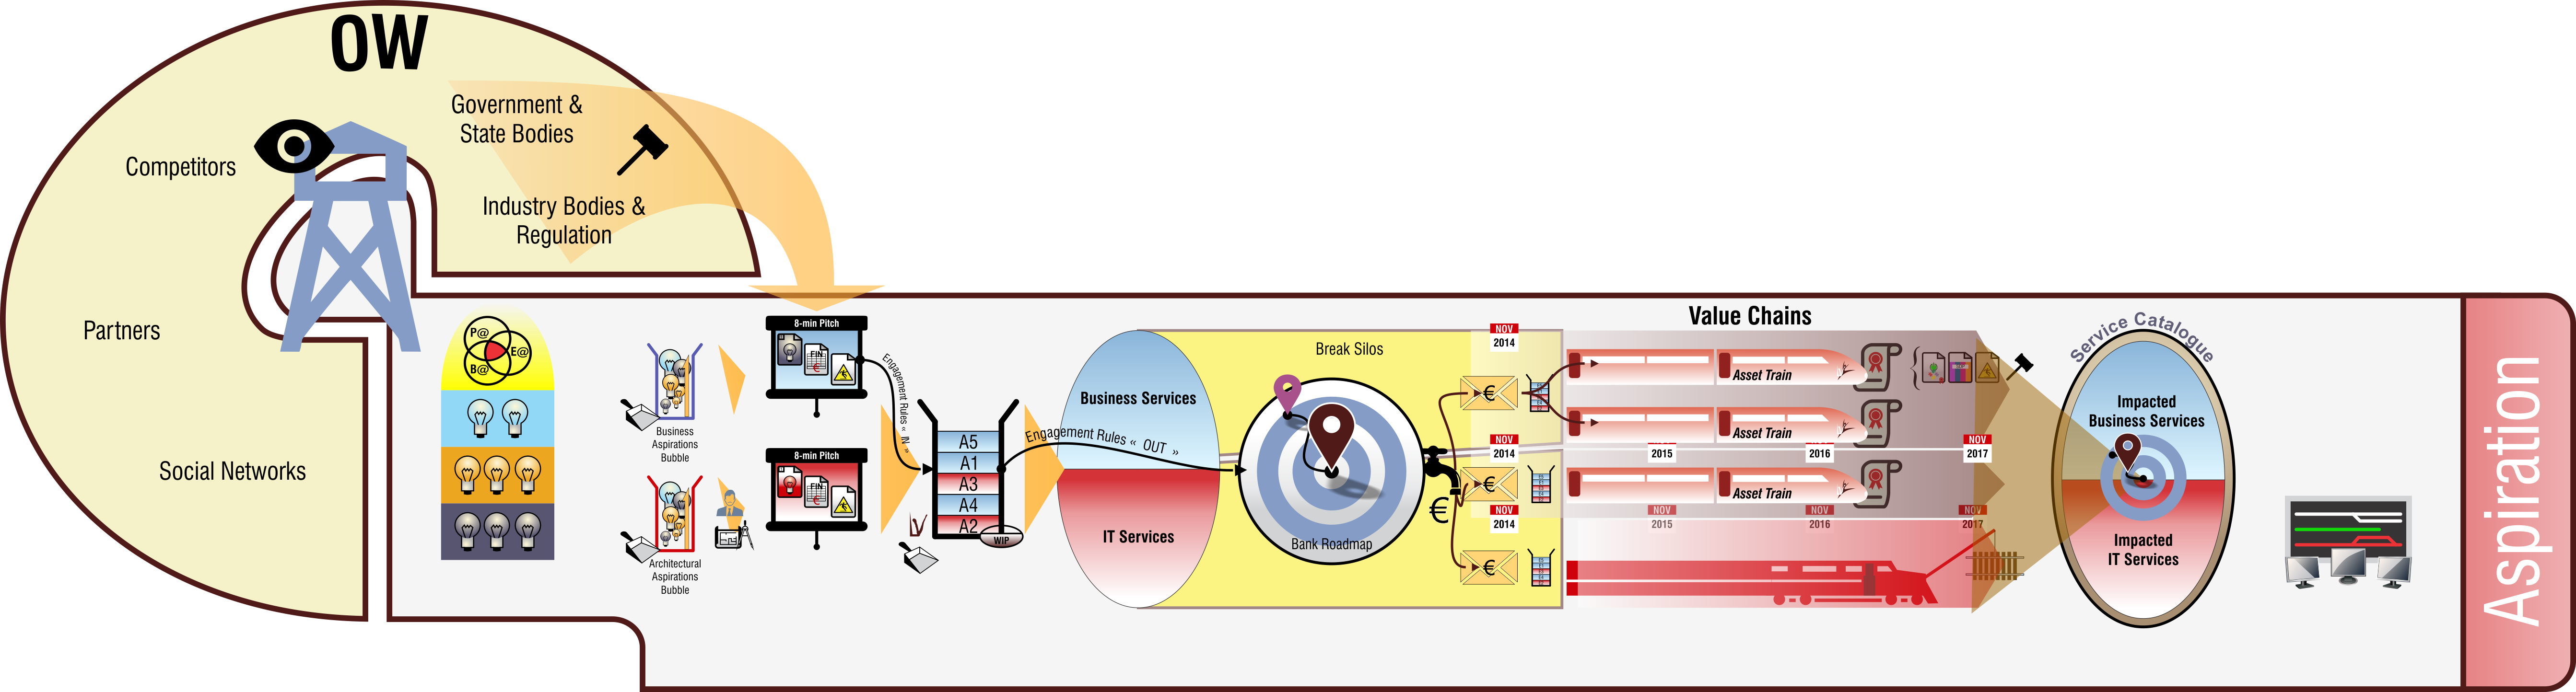 OW
Government &
State Bodies
Competitors
Industry Bodies &
Regulation
Partners
Social Networks
P@
E@
B@
Business
Aspirations
Bubble
Architectural
Aspirations
Bubble
8-min Pitch
FIN
€
€
8-min Pitch
FIN
€
€
Engagement Rules « IN »
A5
A1
A3
A4
A2
WIP
Engagement Rules « OUT »
Business Services
IT Services
Break Silos
Bank Roadmap
€
NOV
2014
€
NOV
2014
€
NOV
2014
€
Value Chains
Asset Train
Asset Train
NOV
2015
2016
NOV
2017
Asset Train
NOV
2015
NOV
2016
NOV
2017
Service Catalogue
Impacted
Business Services
Impacted
IT Services
Aspiration